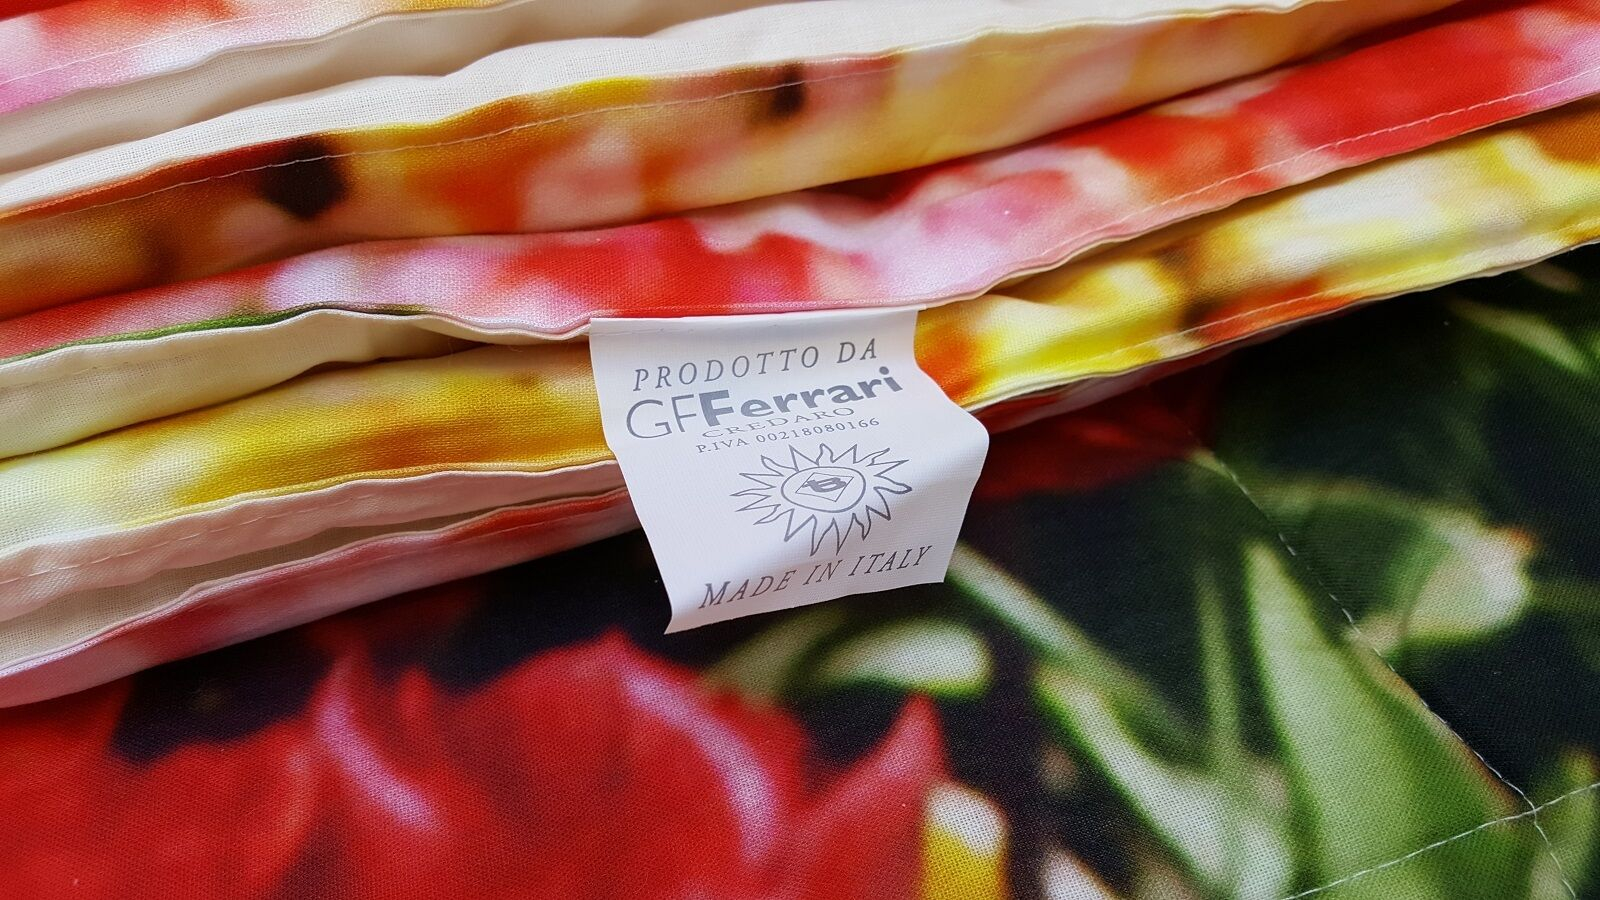 PRODOTTO DA
GFFerrari
CREDARO
P.IVA 00218080166
MADE IN ITALY